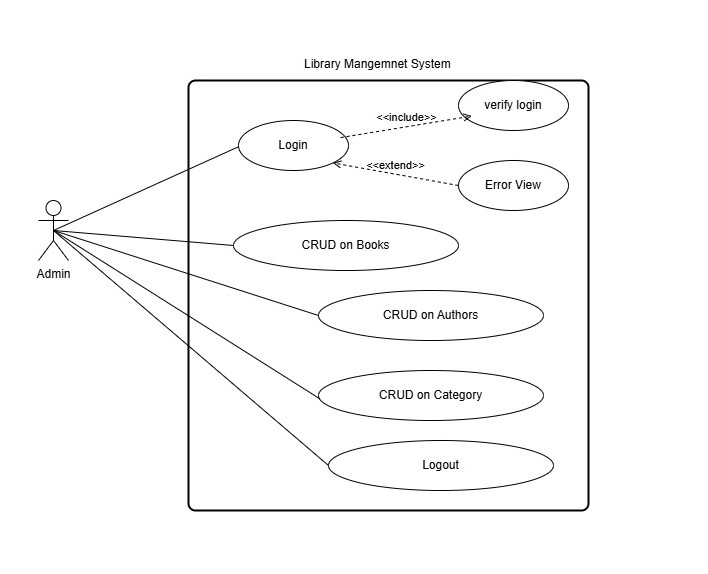 Library Mangemnet System
verify login
<<include>>
Login
<<extend>>
Error View
CRUD on Books
Admin
CRUD on Authors
CRUD on Category
Logout